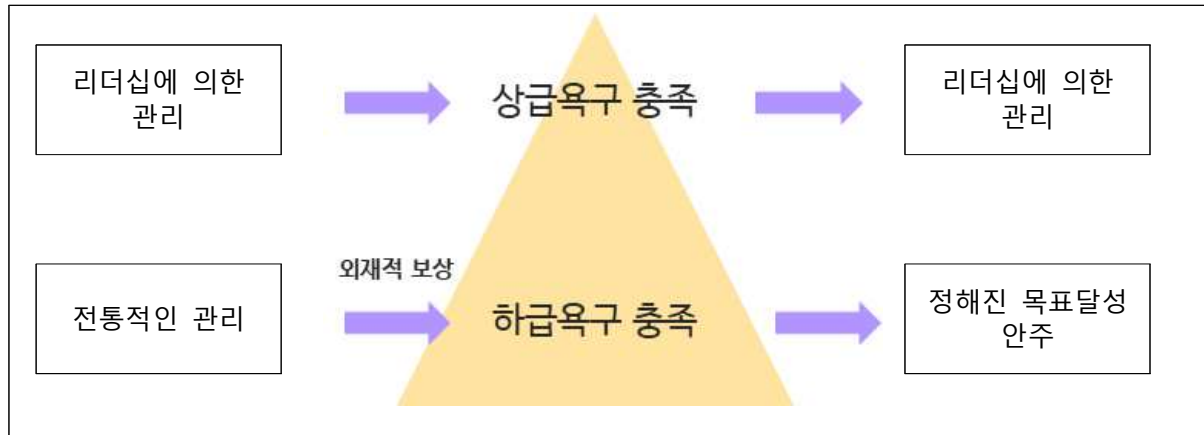 리더십에 의한
관리
상급욕구 충족
리더십에 의한
관리
외재적 보상
전통적인 관리
하급욕구 충족
정해진 목표달성
안주